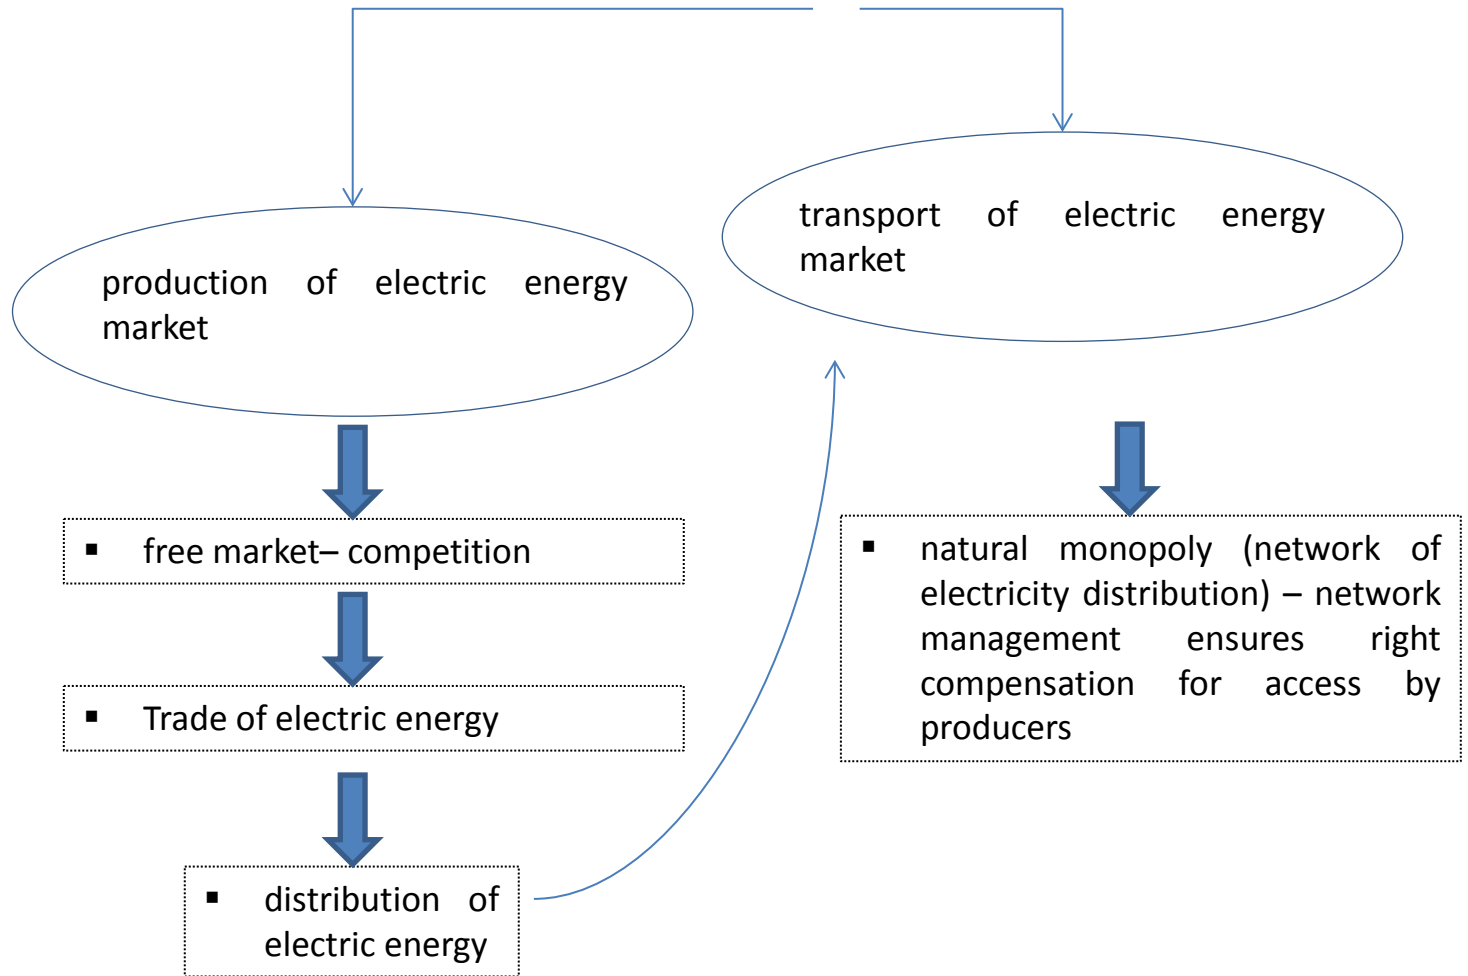 transport of electric energy
market
production of electric energy
market
▪ free market– competition
▪ Trade of electric energy
▪ distribution of
electric energy
▪ natural monopoly (network of
electricity distribution) – network
management ensures right
compensation for access by
producers